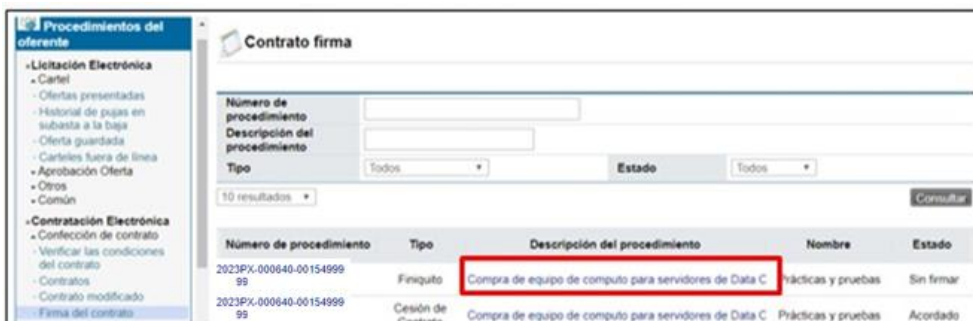 Procedimientos del
oferente
Licitación Electrónica
Cartel
- Ofertas presentadas
- Historial de pujas en
subasta a la baja
- Oferta guardada
- Carteles fuera de línea
Aprobación Oferta
Otros
Común
Contratación Electrónica
Confección de contrato
- Verificar las condiciones
del contrato
- Contratos
- Contrato modificado
- Firma del contrato
Contrato firma
Número de
procedimiento
Descripción del
procedimiento
Tipo Todos Estado Todos
10 resultados Consultar
Número de procedimiento Tipo Descripción del procedimiento Nombre Estado
2023PX-000640-00154999
99 Finiquito Compra de equipo de computo para servidores de Data C Prácticas y pruebas Sin firmar
2023PX-000640-00154999
99 Cesión de
Contrato Compra de equipo de computo para servidores de Data C Prácticas y pruebas Acordado